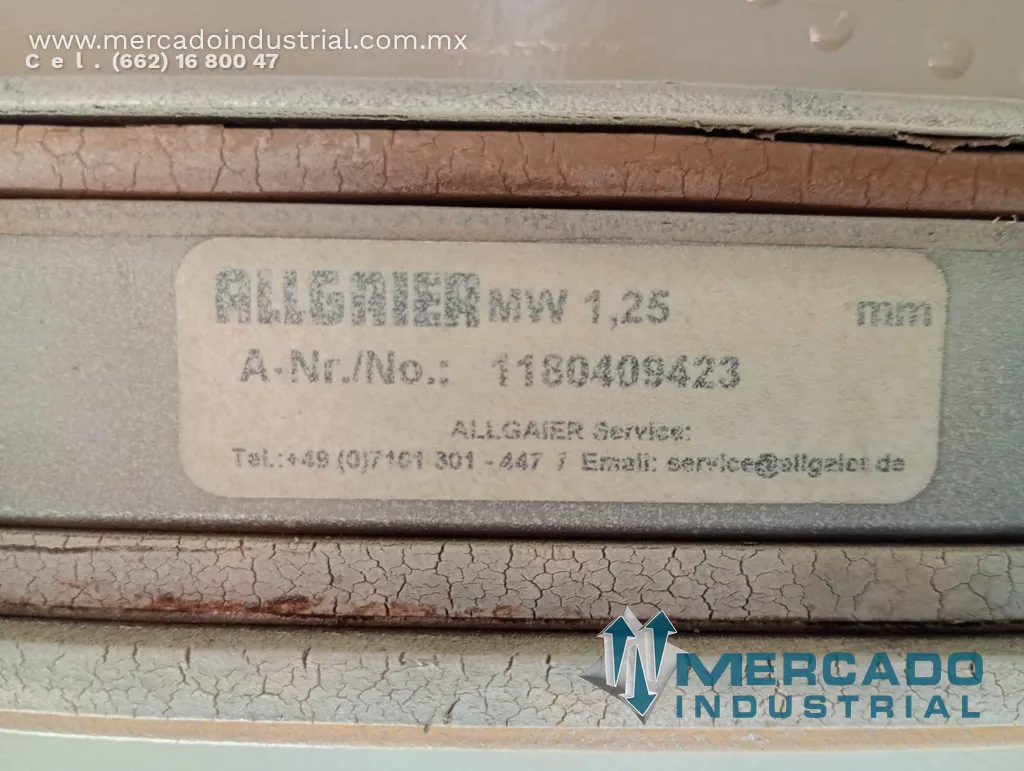 www.mercadoindustrial.com.mx
Cel. (662) 16 800 47
ALLGAIER MW 1,25 mm
A-Nr./No.: 1180409423
ALLGAIER Service:
Tel.:+49 (0)7161 301 - 447 / Email: service@allgaier.de
MERCADO
INDUSTRIAL